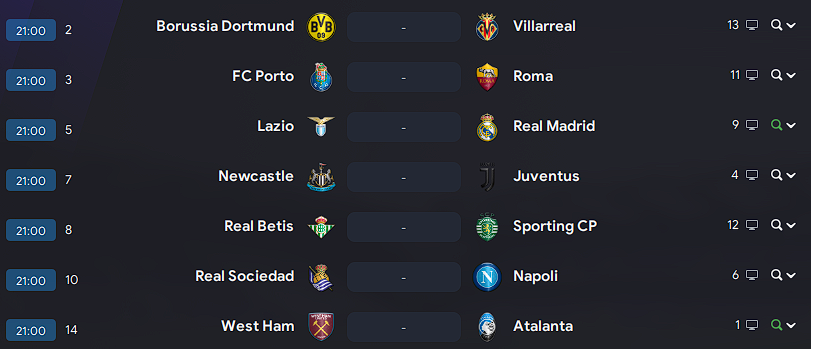 21:00 2 Borussia Dortmund - Villarreal 13
21:00 3 FC Porto - Roma 11
21:00 5 Lazio - Real Madrid 9
21:00 7 Newcastle - Juventus 4
21:00 8 Real Betis - Sporting CP 12
21:00 10 Real Sociedad - Napoli 6
21:00 14 West Ham - Atalanta 1